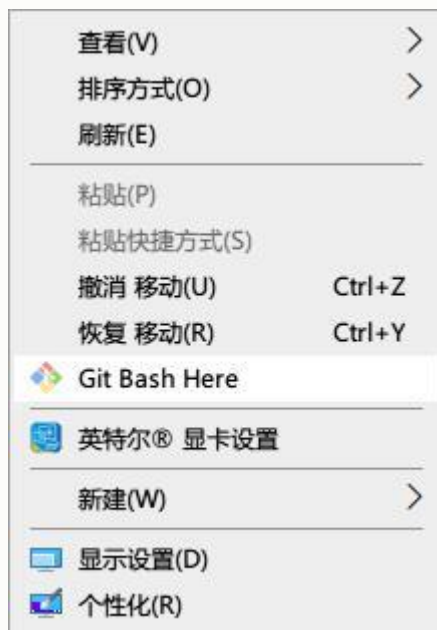 查看(V)
排序方式(O)
刷新(E)
粘贴(P)
粘贴快捷方式(S)
撤消 移动(U) Ctrl+Z
恢复 移动(R) Ctrl+Y
Git Bash Here
英特尔® 显卡设置
新建(W)
显示设置(D)
个性化(R)